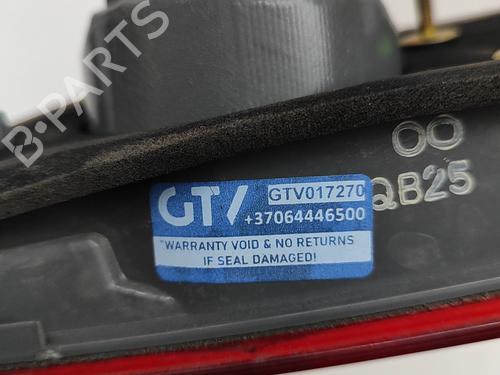 B-PARTS
OO
QB25
GTV
GTV017270
+37064446500
"WARRANTY VOID & NO RETURNS
IF SEAL DAMAGED!